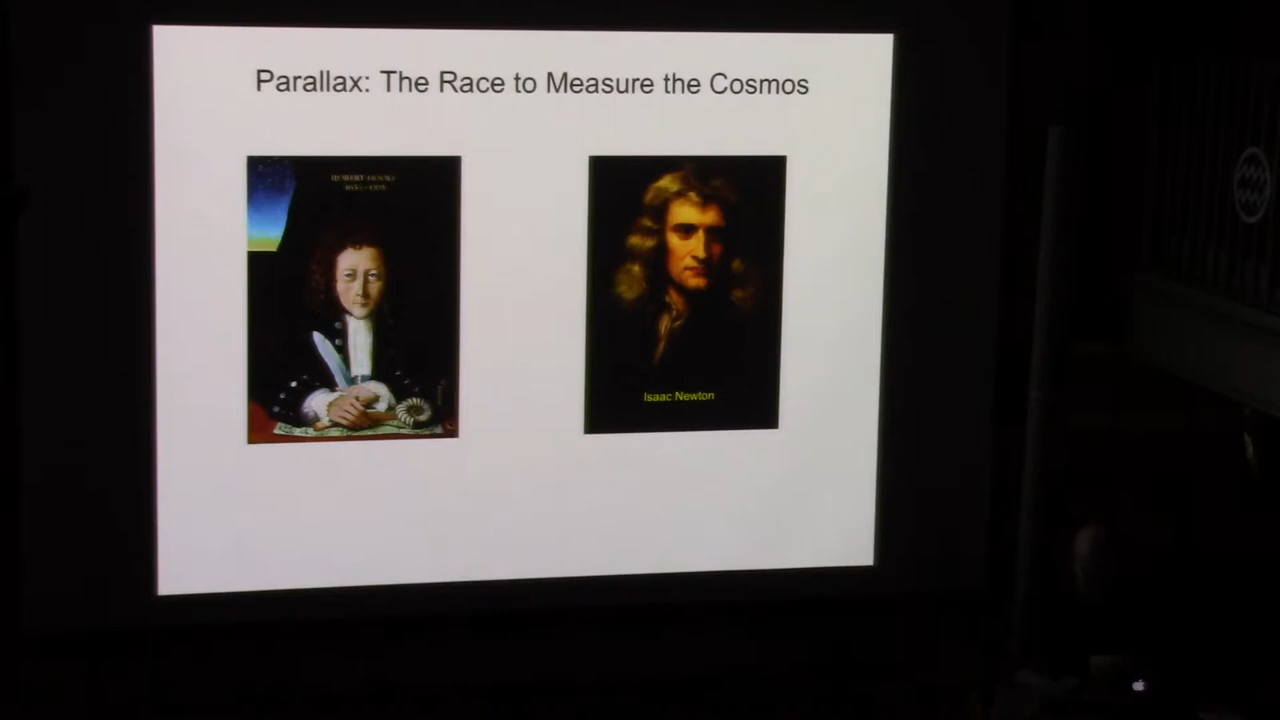 Parallax: The Race to Measure the Cosmos
ROBERT HOOKE
Isaac Newton